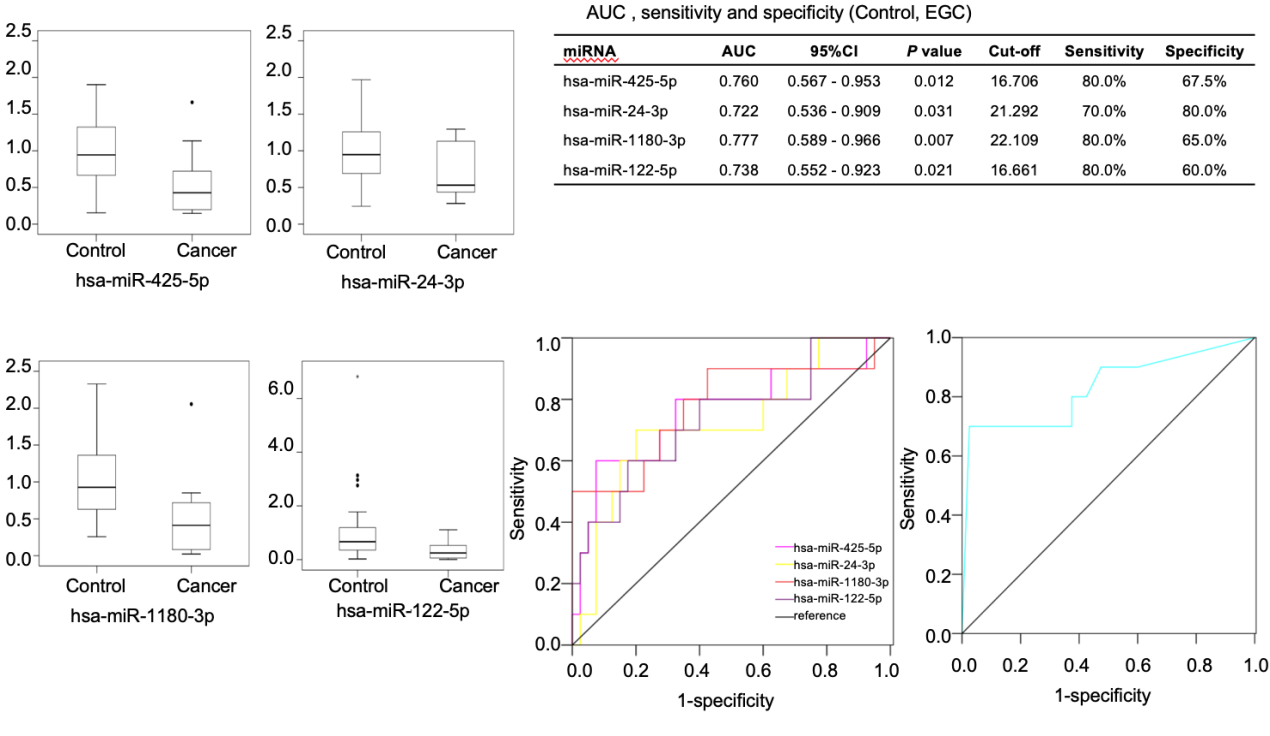 AUC , sensitivity and specificity (Control, EGC)
miRNA AUC 95%CI P value Cut-off Sensitivity Specificity
hsa-miR-425-5p 0.760 0.567 - 0.953 0.012 16.706 80.0% 67.5%
hsa-miR-24-3p 0.722 0.536 - 0.909 0.031 21.292 70.0% 80.0%
hsa-miR-1180-3p 0.777 0.589 - 0.966 0.007 22.109 80.0% 65.0%
hsa-miR-122-5p 0.738 0.552 - 0.923 0.021 16.661 80.0% 60.0%
2.5
2.0
1.5
1.0
0.5
0.0
Control Cancer
hsa-miR-425-5p
2.5
2.0
1.5
1.0
0.5
0.0
Control Cancer
hsa-miR-24-3p
2.5
2.0
1.5
1.0
0.5
0.0
Control Cancer
hsa-miR-1180-3p
6.0
4.0
2.0
0.0
Control Cancer
hsa-miR-122-5p
Sensitivity
1.0
0.8
0.6
0.4
0.2
0.0
hsa-miR-425-5p
hsa-miR-24-3p
hsa-miR-1180-3p
hsa-miR-122-5p
reference
0.0 0.2 0.4 0.6 0.8 1.0
1-specificity
Sensitivity
1.0
0.8
0.6
0.4
0.2
0.0
0.0 0.2 0.4 0.6 0.8 1.0
1-specificity